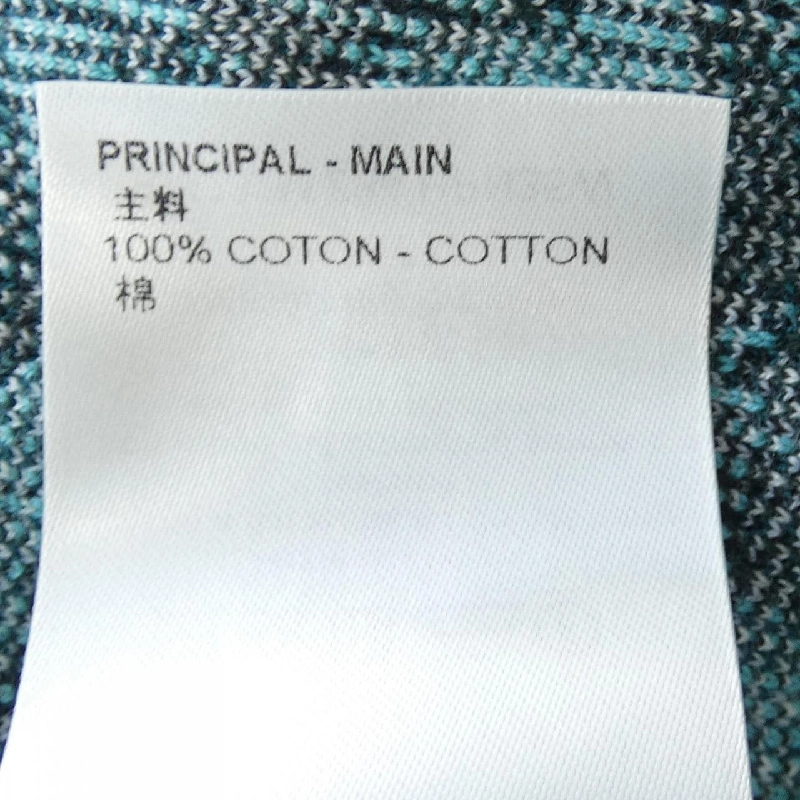 PRINCIPAL - MAIN
主料
100% COTON - COTTON
棉